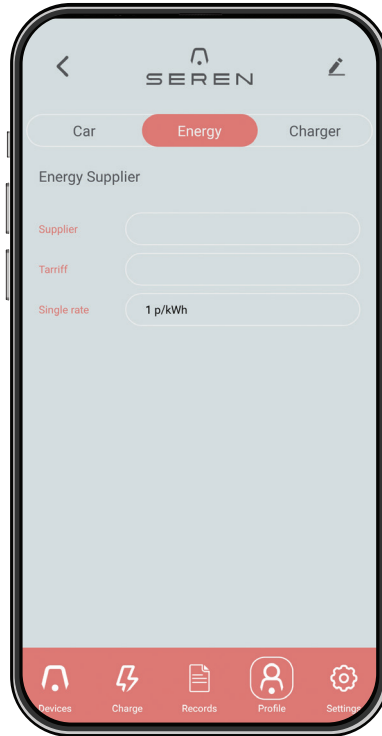 SEREN
Car Energy Charger
Energy Supplier
Supplier
Tarriff
Single rate 1 p/kWh
Devices Charge Records Profile Settings